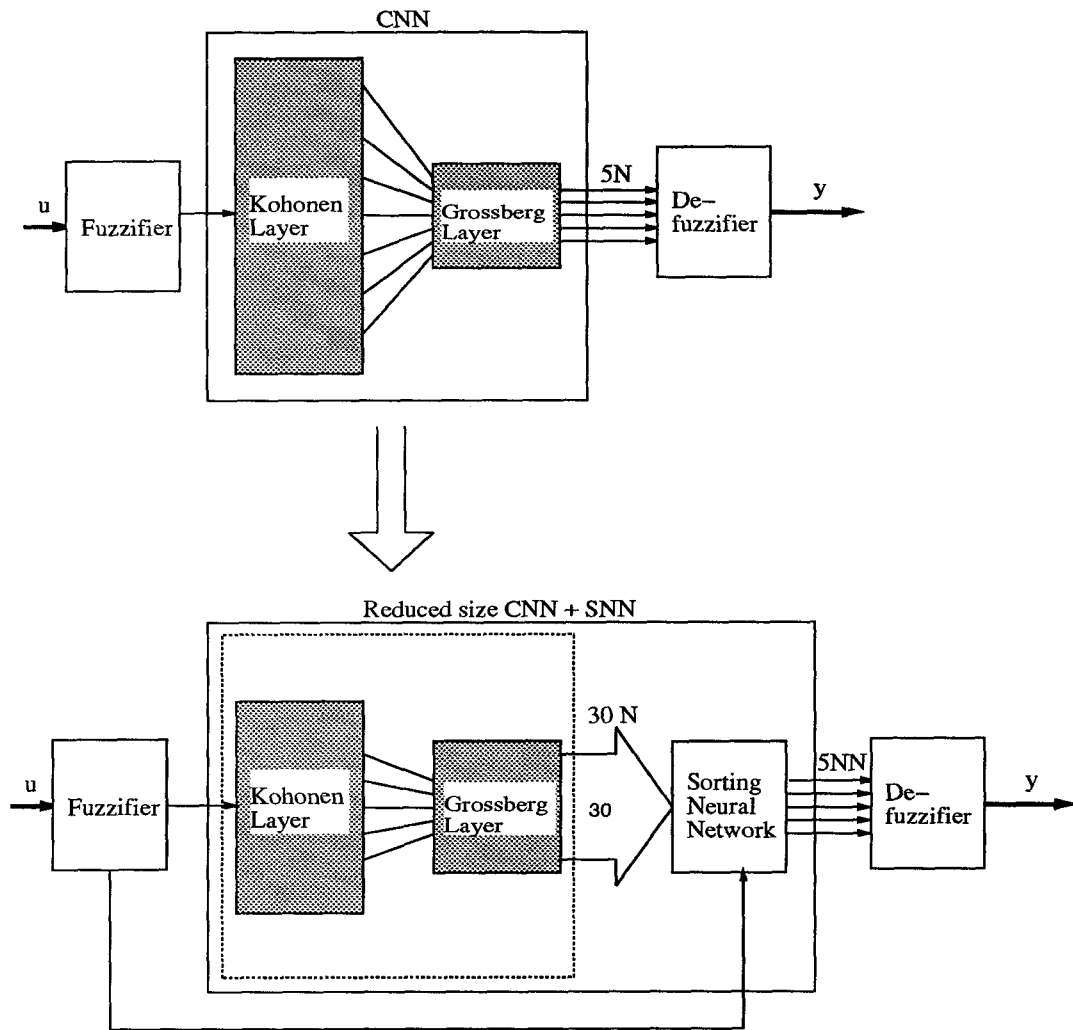 CNN
u
Fuzzifier
Kohonen
Layer
Grossberg
Layer
5N
De-
fuzzifier
y
Reduced size CNN + SNN
u
Fuzzifier
Kohonen
Layer
Grossberg
Layer
30 N
30
Sorting
Neural
Network
5NN
De-
fuzzifier
y